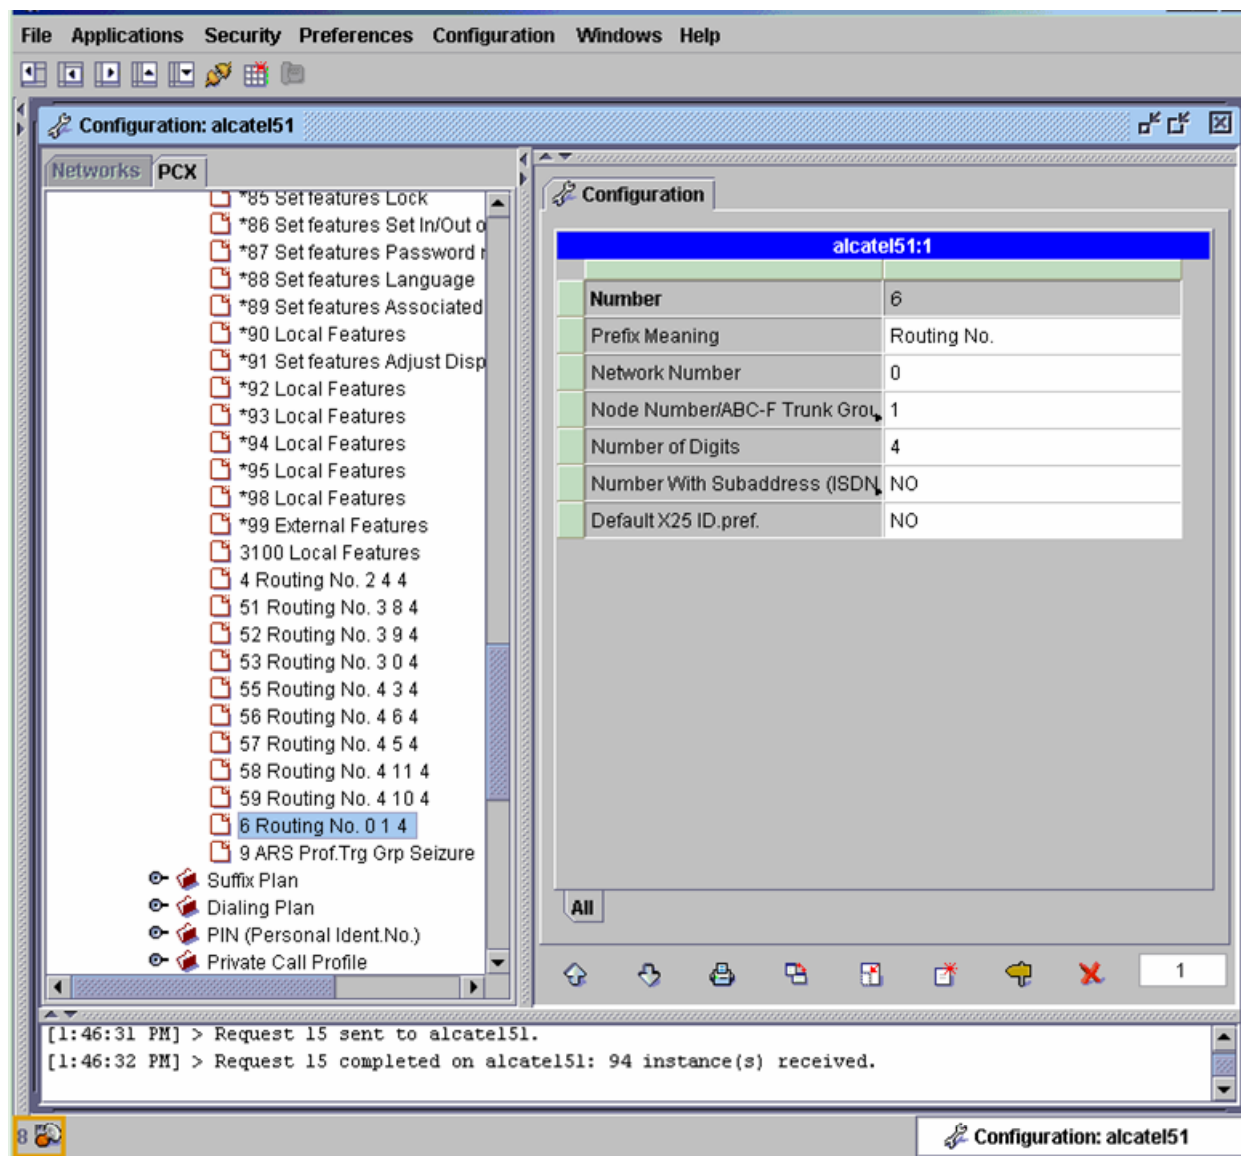 File Applications Security Preferences Configuration Windows Help
Configuration: alcatel51
Networks PCX
*85 Set features Lock
*86 Set features Set In/Out o
*87 Set features Password r
*88 Set features Language
*89 Set features Associated
*90 Local Features
*91 Set features Adjust Disp
*92 Local Features
*93 Local Features
*94 Local Features
*95 Local Features
*98 Local Features
*99 External Features
3100 Local Features
4 Routing No. 2 4 4
51 Routing No. 3 8 4
52 Routing No. 3 9 4
53 Routing No. 3 0 4
55 Routing No. 4 3 4
56 Routing No. 4 6 4
57 Routing No. 4 5 4
58 Routing No. 4 11 4
59 Routing No. 4 10 4
6 Routing No. 0 1 4
9 ARS Prof.Trg Grp Seizure
Suffix Plan
Dialing Plan
PIN (Personal Ident.No.)
Private Call Profile
Configuration
alcatel51:1
Number 6
Prefix Meaning Routing No.
Network Number 0
Node Number/ABC-F Trunk Grou 1
Number of Digits 4
Number With Subaddress (ISDN NO
Default X25 ID.pref. NO
All
1
[1:46:31 PM] > Request 15 sent to alcatel51.
[1:46:32 PM] > Request 15 completed on alcatel51: 94 instance(s) received.
8
Configuration: alcatel51